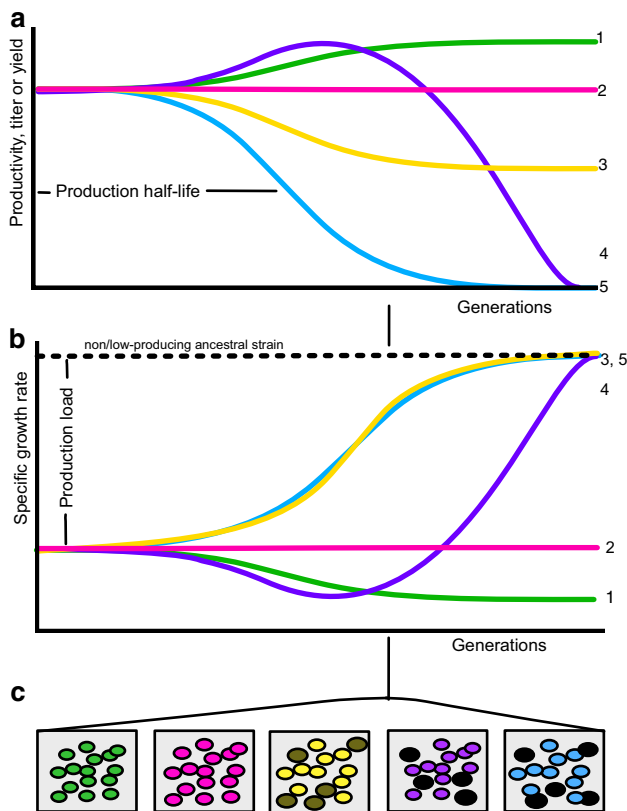 a
Productivity, titer or yield
1
2
3
4
5
Production half-life
Generations
b
Specific growth rate
non/low-producing ancestral strain
Production load
3, 5
4
2
1
Generations
c